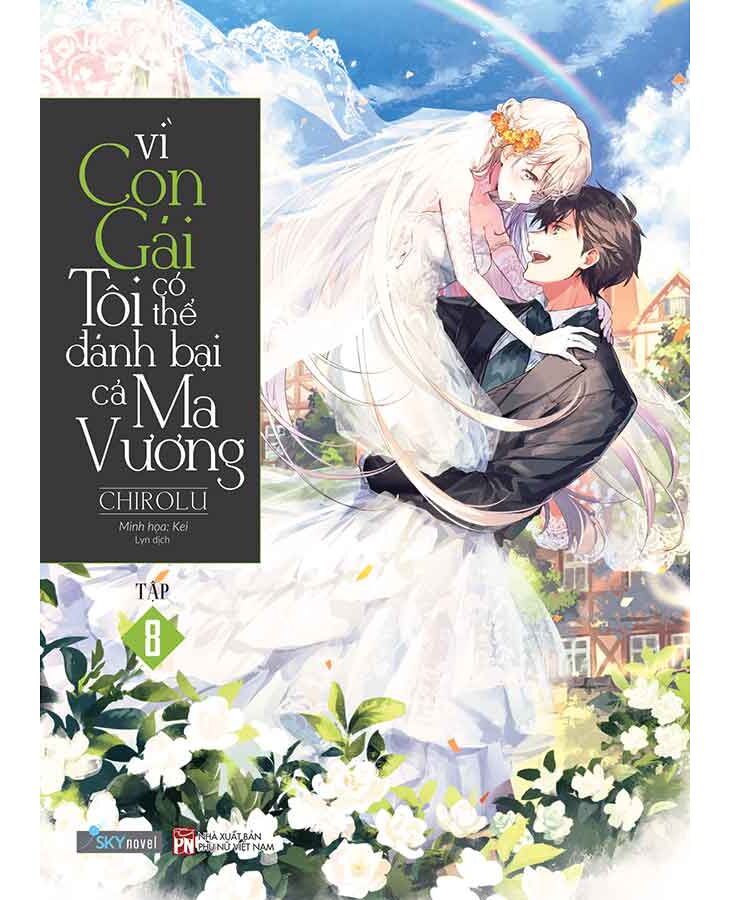 vì
Con
Gái
Tôi có thể
đánh bại
cả Ma
Vương
CHIROLU
Minh họa: Kei
Lyn dịch
TẬP
8
SKYnovel
PN
NHÀ XUẤT BẢN
PHỤ NỮ VIỆT NAM